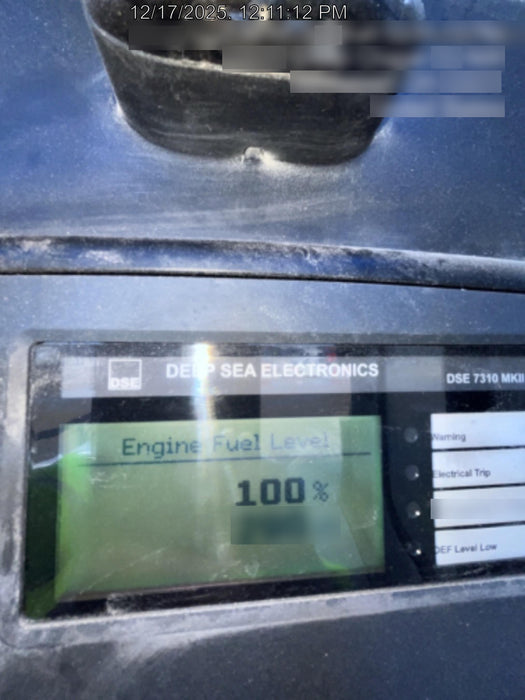 12/17/2025, 12:11:12 PM
DSE
DEEP SEA ELECTRONICS
DSE 7310 MKII
Engine Fuel Level
100%
Warning
Electrical Trip
DEF Level Low